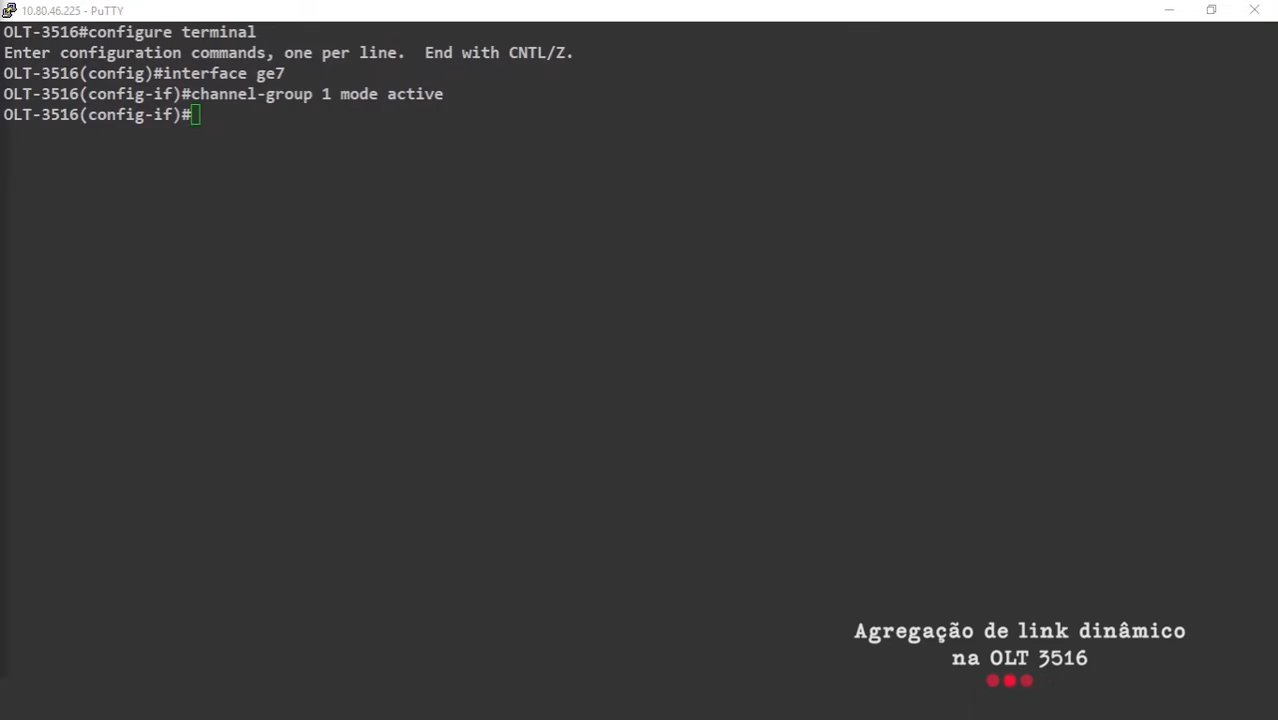 10.80.46.225 - PuTTY
OLT-3516#configure terminal
Enter configuration commands, one per line.  End with CNTL/Z.
OLT-3516(config)#interface ge7
OLT-3516(config-if)#channel-group 1 mode active
OLT-3516(config-if)#
Agregação de link dinâmico
na OLT 3516